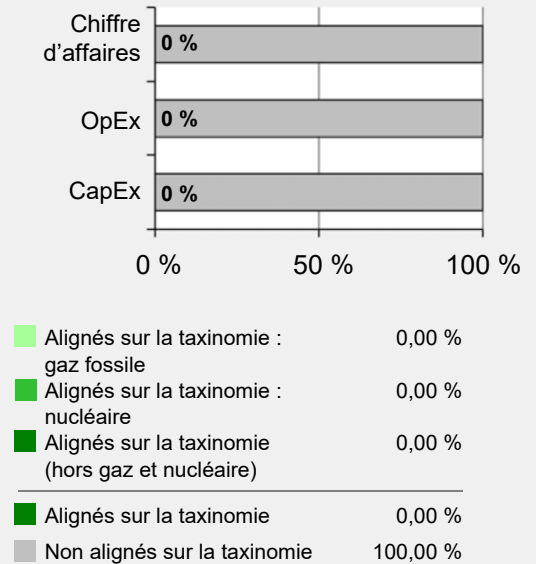 Chiffre
d’affaires
0 %
OpEx
0 %
CapEx
0 %
0 %
50 %
100 %
Alignés sur la taxinomie : 0,00 %
gaz fossile
Alignés sur la taxinomie : 0,00 %
nucléaire
Alignés sur la taxinomie 0,00 %
(hors gaz et nucléaire)
Alignés sur la taxinomie 0,00 %
Non alignés sur la taxinomie 100,00 %